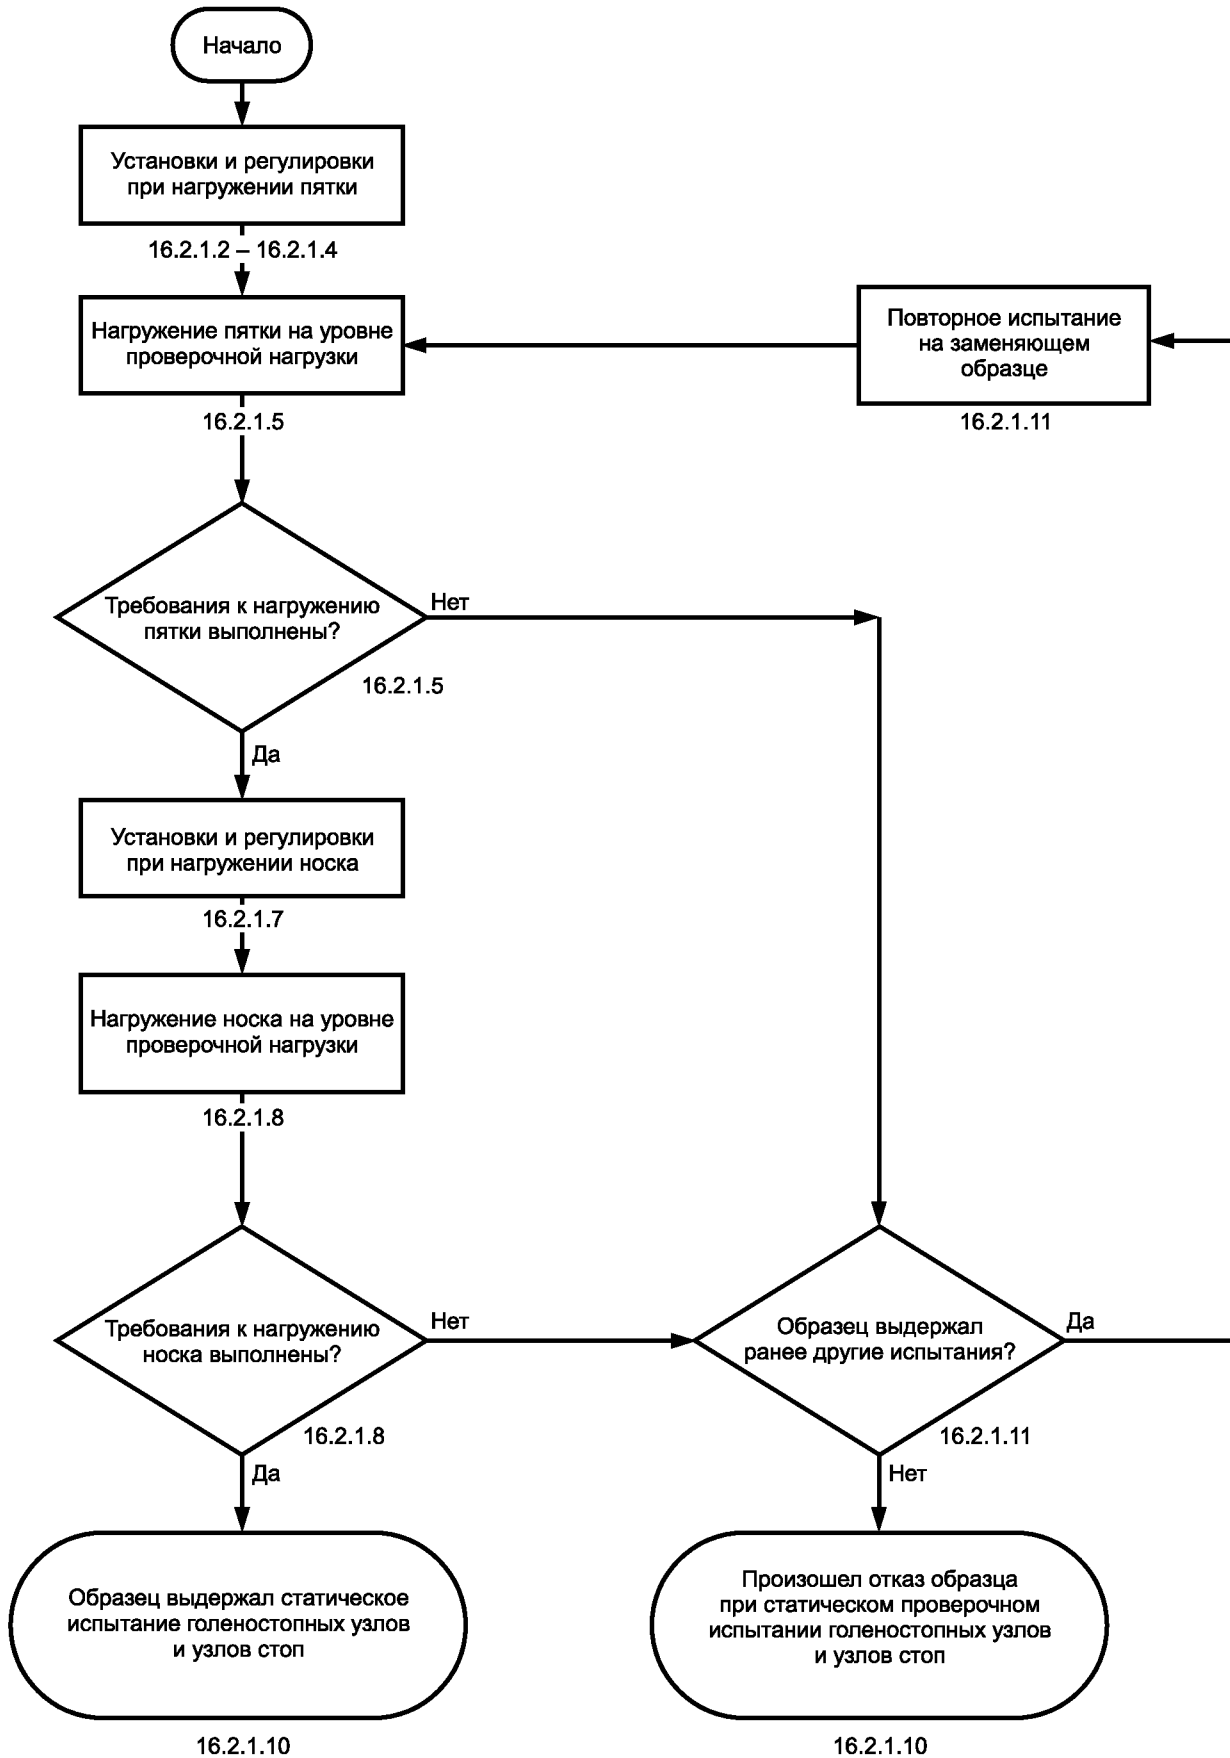 Начало
Установки и регулировки
при нагружении пятки
16.2.1.2 – 16.2.1.4
Нагружение пятки на уровне
проверочной нагрузки
16.2.1.5
Повторное испытание
на заменяющем
образце
16.2.1.11
Требования к нагружению
пятки выполнены?
Нет
16.2.1.5
Да
Установки и регулировки
при нагружении носка
16.2.1.7
Нагружение носка на уровне
проверочной нагрузки
16.2.1.8
Требования к нагружению
носка выполнены?
Нет
16.2.1.8
Да
Образец выдержал
ранее другие испытания?
Да
16.2.1.11
Нет
Образец выдержал статическое
испытание голеностопных узлов
и узлов стоп
16.2.1.10
Произошел отказ образца
при статическом проверочном
испытании голеностопных узлов
и узлов стоп
16.2.1.10